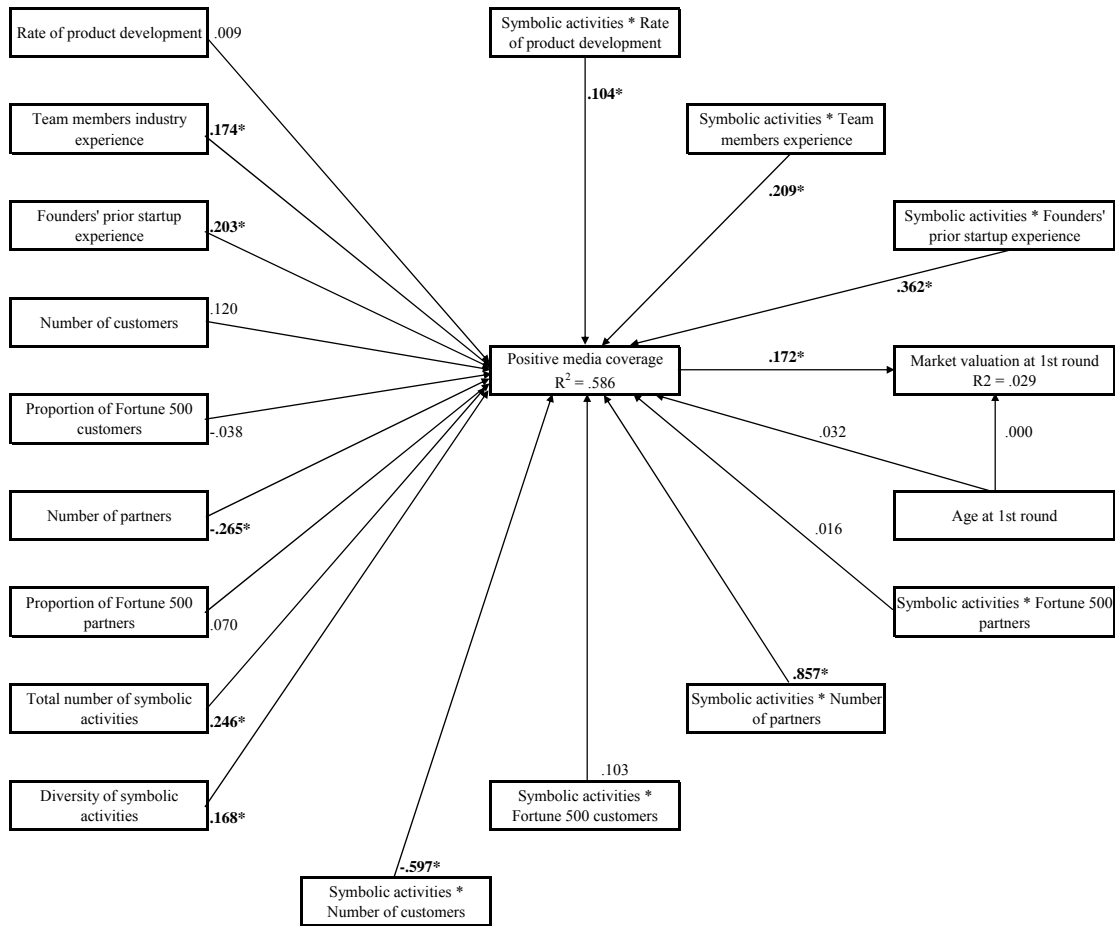 Rate of product development
.009
Symbolic activities * Rate
of product development
.104*
Team members industry
experience
.174*
Symbolic activities * Team
members experience
.209*
Founders' prior startup
experience
.203*
Symbolic activities * Founders'
prior startup experience
.362*
Number of customers
.120
Positive media coverage
R² = .586
.172*
Market valuation at 1st round
R2 = .029
Proportion of Fortune 500
customers
-.038
.032
.000
Number of partners
-.265*
Age at 1st round
.016
Proportion of Fortune 500
partners
.070
Symbolic activities * Fortune 500
partners
Total number of symbolic
activities
.246*
.857*
Symbolic activities * Number
of partners
Diversity of symbolic
activities
.168*
.103
Symbolic activities *
Fortune 500 customers
-.597*
Symbolic activities *
Number of customers